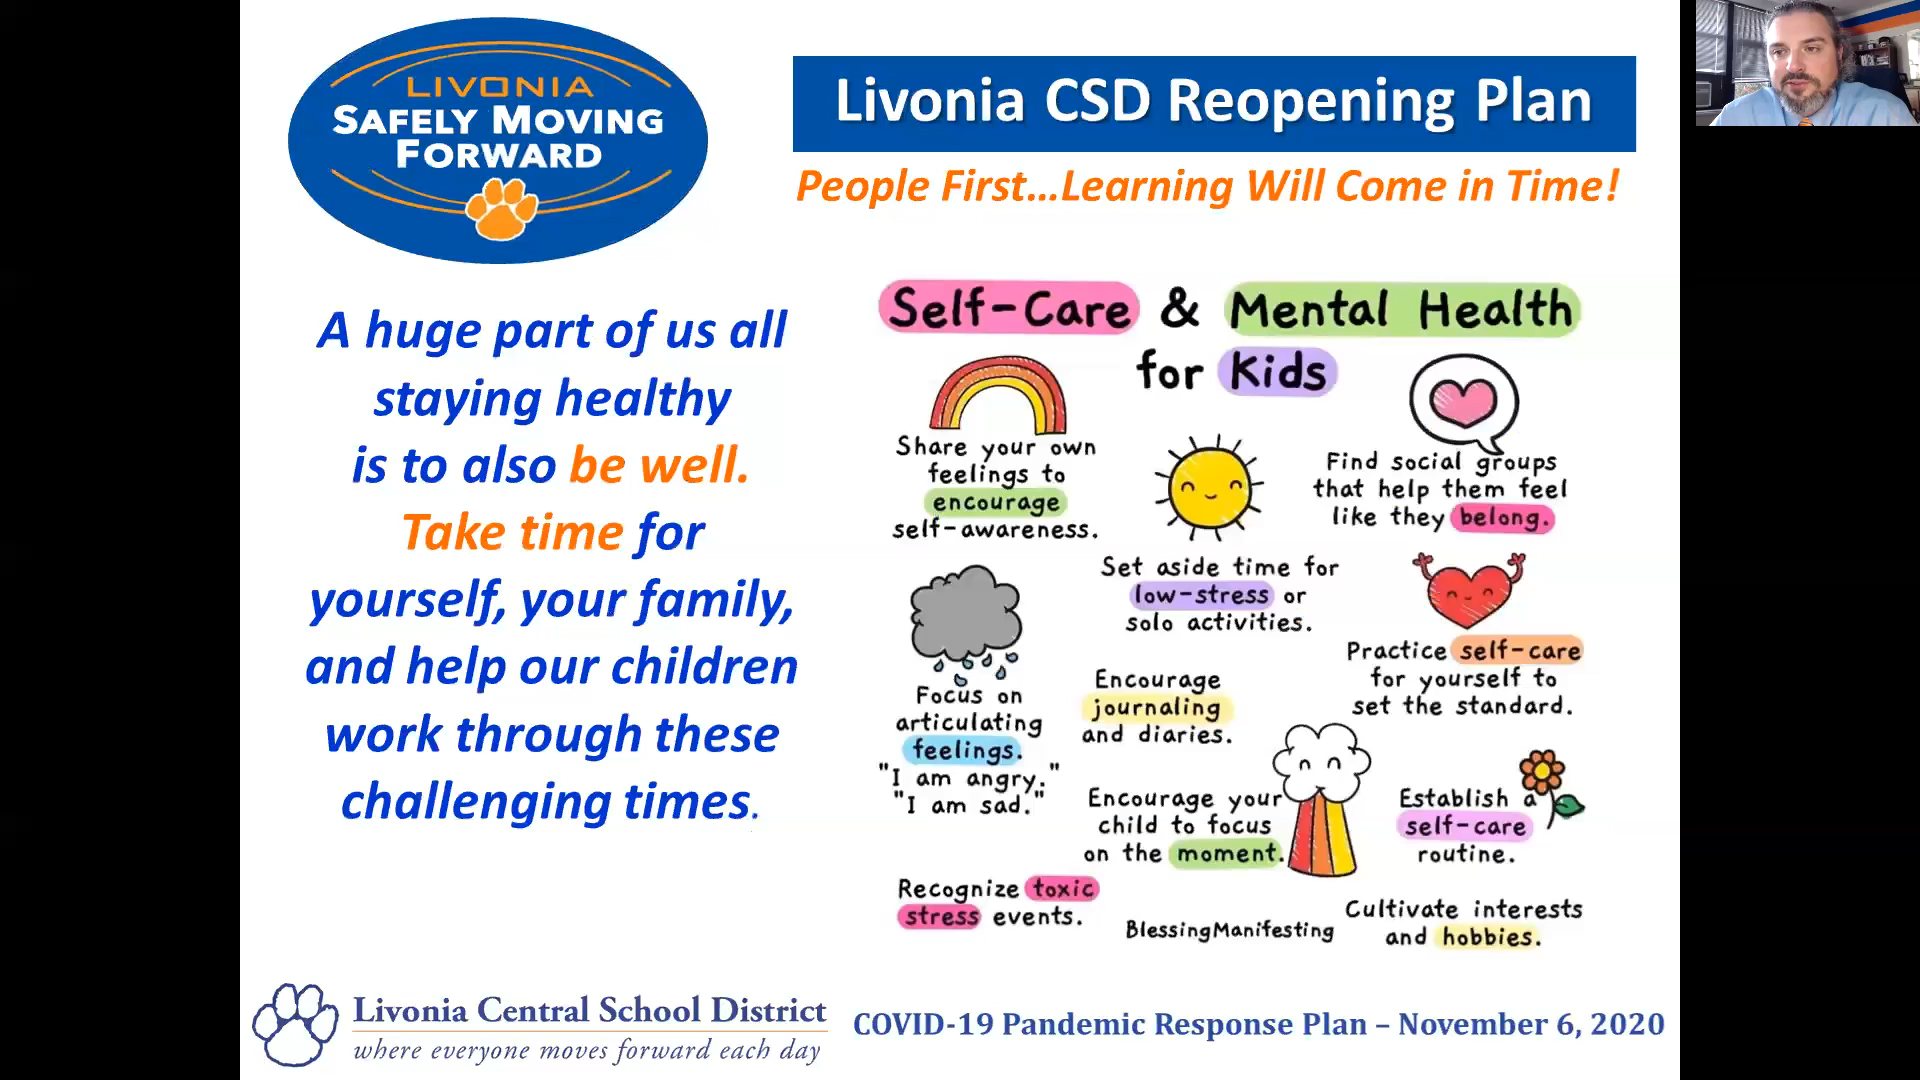 LIVONIA
SAFELY MOVING
FORWARD
Livonia CSD Reopening Plan
People First...Learning Will Come in Time!
A huge part of us all
staying healthy
is to also be well.
Take time for
yourself, your family,
and help our children
work through these
challenging times.
Self-Care & Mental Health
for Kids
Share your own
feelings to
encourage
self-awareness.
Set aside time for
low-stress or
solo activities.
Find social groups
that help them feel
like they belong.
Focus on
articulating
feelings.
"I am angry."
"I am sad."
Encourage
journaling
and diaries.
Practice self-care
for yourself to
set the standard.
Encourage your
child to focus
on the moment.
Establish a
self-care
routine.
Recognize toxic
stress events.
BlessingManifesting
Cultivate interests
and hobbies.
Livonia Central School District
where everyone moves forward each day
COVID-19 Pandemic Response Plan – November 6, 2020